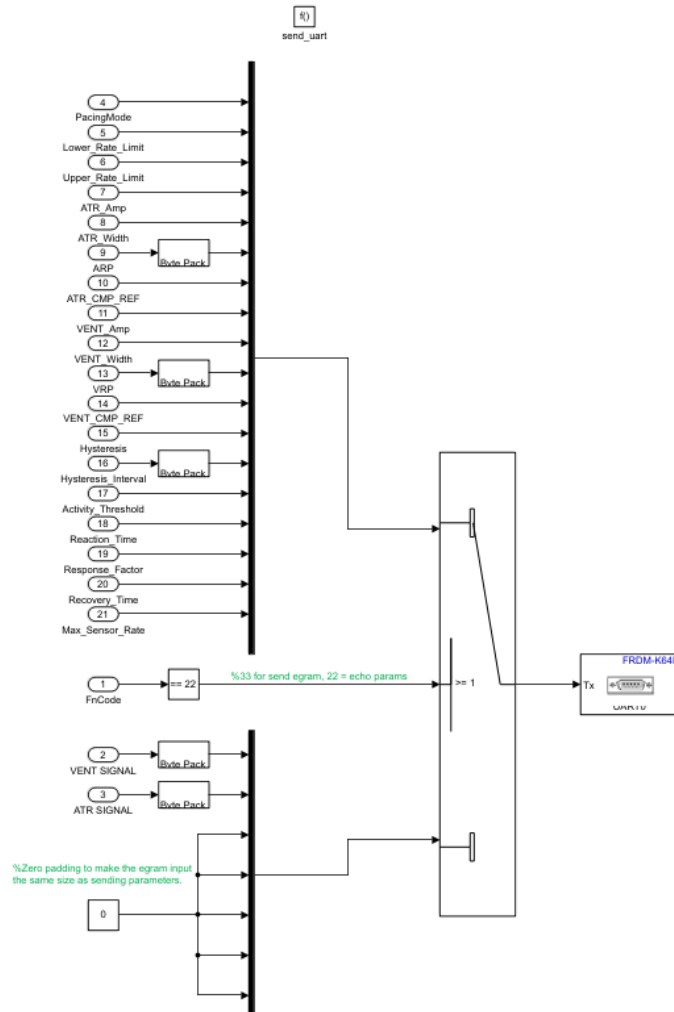 f()
send_uart
4
PacingMode
5
Lower_Rate_Limit
6
Upper_Rate_Limit
7
ATR_Amp
8
ATR_Width
9
Byte Pack
ARP
10
ATR_CMP_REF
11
VENT_Amp
12
VENT_Width
13
Byte Pack
VRP
14
VENT_CMP_REF
15
Hysteresis
16
Byte Pack
Hysteresis_Interval
17
Activity_Threshold
18
Reaction_Time
19
Response_Factor
20
Recovery_Time
21
Max_Sensor_Rate
1
FnCode
== 22
%33 for send egram, 22 = echo params
>= 1
FRDM-K64
Tx
UART0
2
VENT SIGNAL
Byte Pack
3
ATR SIGNAL
Byte Pack
%Zero padding to make the egram input
the same size as sending parameters.
0